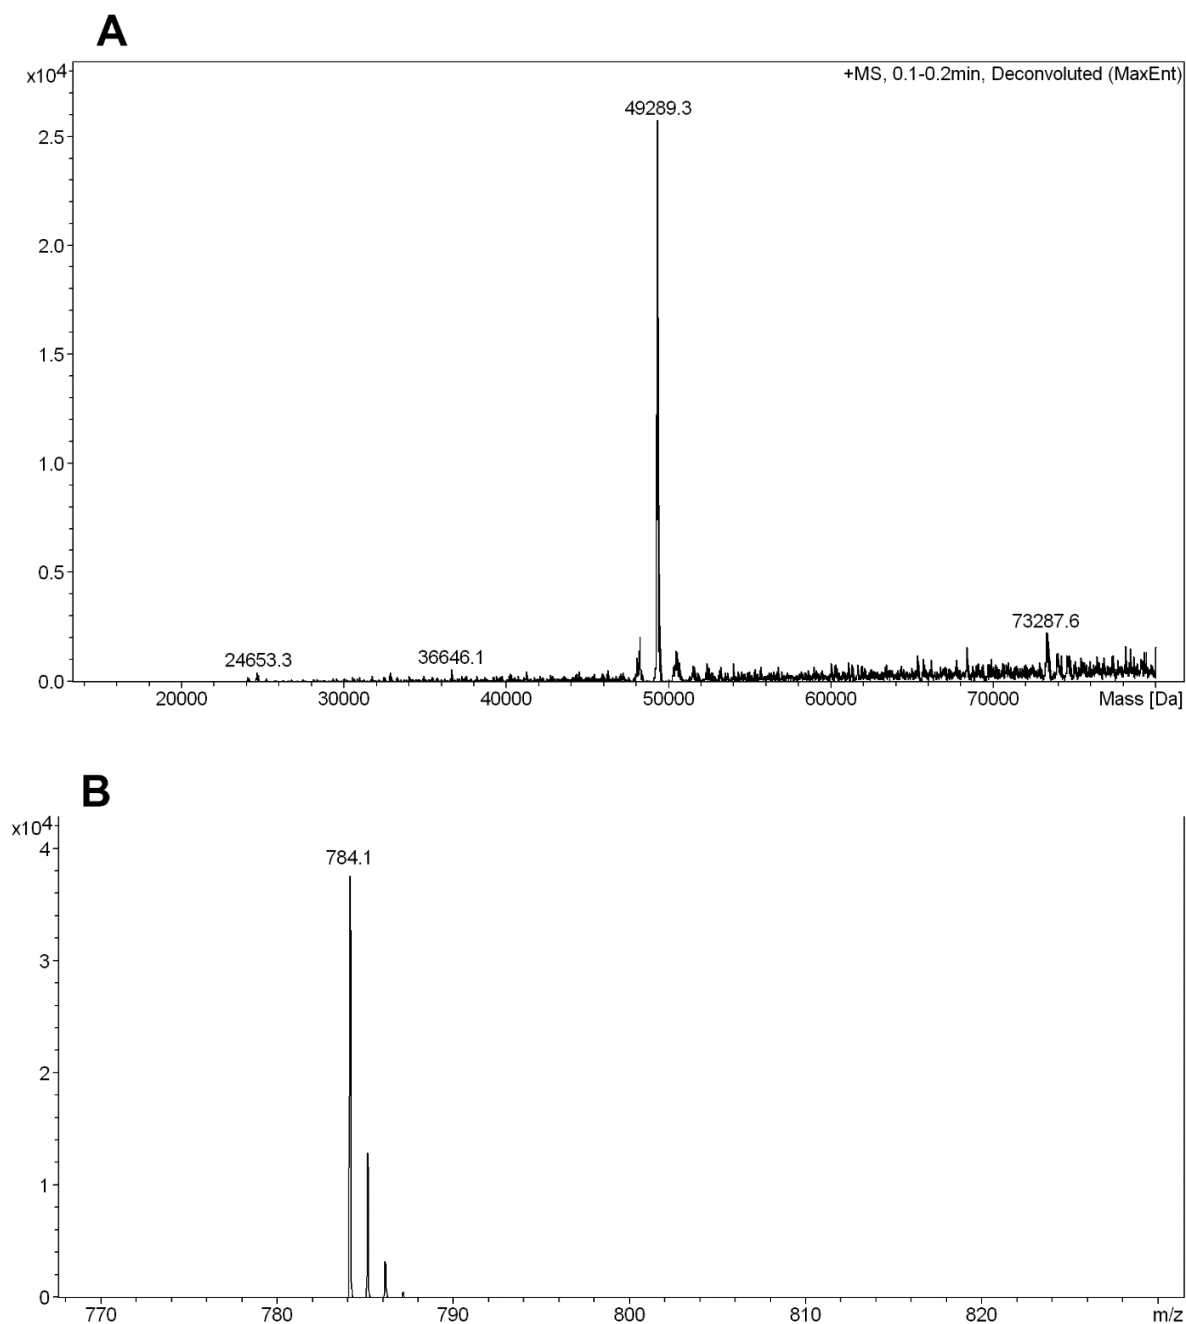 A
x10^4
+MS, 0.1-0.2min, Deconvoluted (MaxEnt)
49289.3
2.5
2.0
1.5
1.0
0.5
73287.6
24653.3
36646.1
0.0
20000 30000 40000 50000 60000 70000 Mass [Da]
B
x10^4
4
784.1
3
2
1
0
770 780 790 800 810 820 m/z